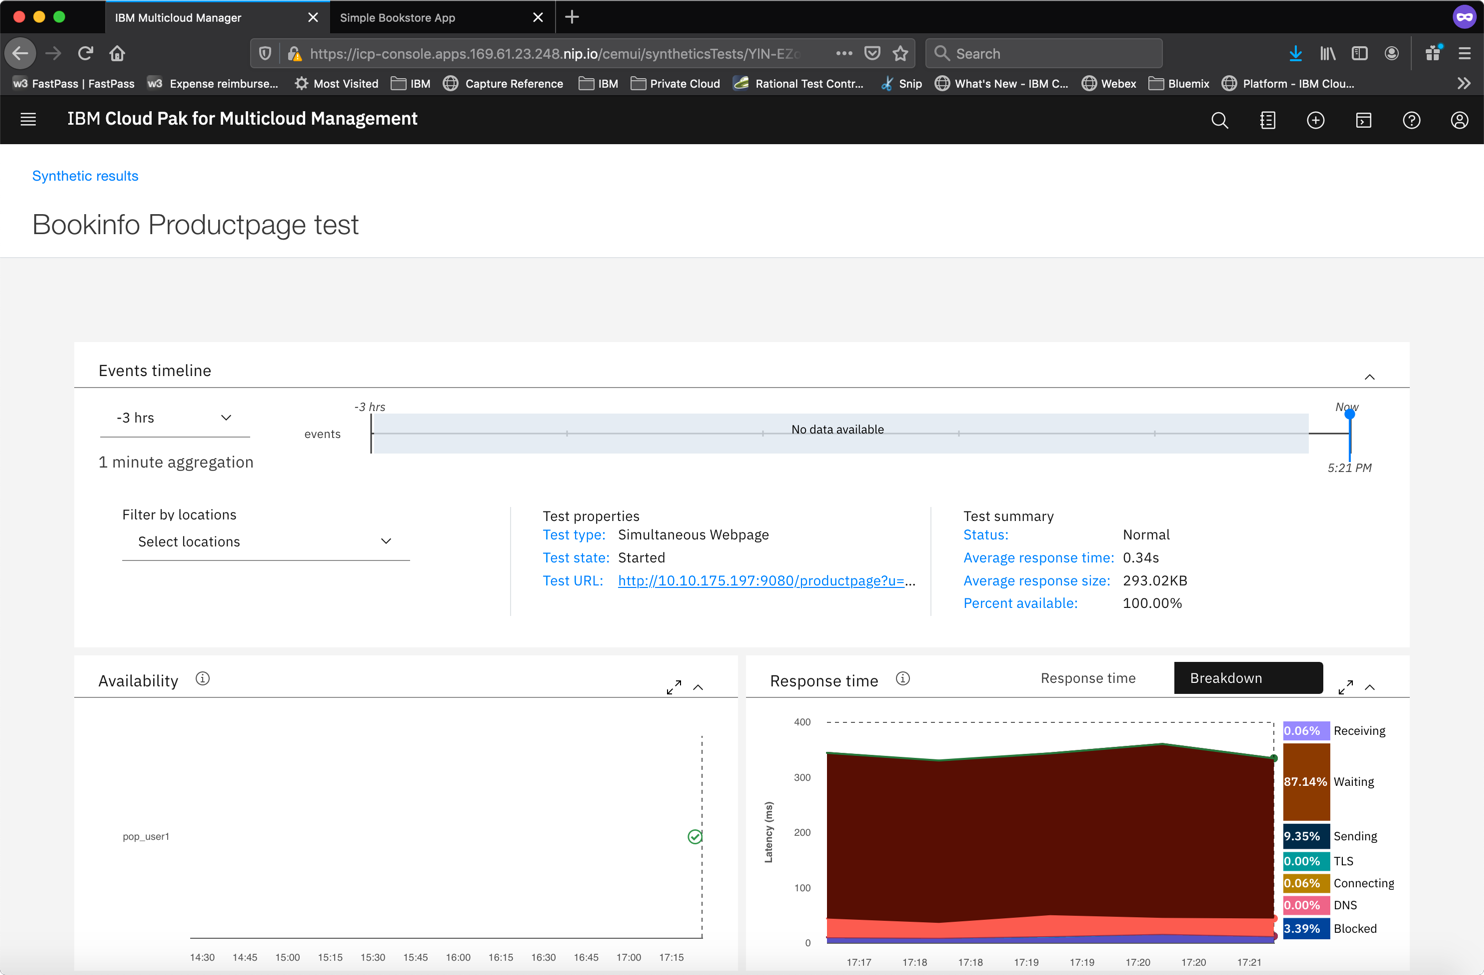 IBM Multicloud Manager
Simple Bookstore App
https://icp-console.apps.169.61.23.248.nip.io/cemui/syntheticsTests/YIN-EZ
Search
w3 FastPass | FastPass
w3 Expense reimburse...
Most Visited
IBM
Capture Reference
IBM
Private Cloud
Rational Test Contr...
Snip
What's New - IBM C...
Webex
Bluemix
Platform - IBM Clou...
IBM Cloud Pak for Multicloud Management
Synthetic results
Bookinfo Productpage test
Events timeline
-3 hrs
1 minute aggregation
events
-3 hrs
No data available
Now
5:21 PM
Filter by locations
Select locations
Test properties
Test type: Simultaneous Webpage
Test state: Started
Test URL: http://10.10.175.197:9080/productpage?u=...
Test summary
Status: Normal
Average response time: 0.34s
Average response size: 293.02KB
Percent available: 100.00%
Availability
pop_user1
14:30 14:45 15:00 15:15 15:30 15:45 16:00 16:15 16:30 16:45 17:00 17:15
Response time
Response time
Breakdown
Latency (ms)
400
300
200
100
0
17:17 17:18 17:18 17:19 17:19 17:20 17:20 17:21
0.06% Receiving
87.14% Waiting
9.35% Sending
0.00% TLS
0.06% Connecting
0.00% DNS
3.39% Blocked